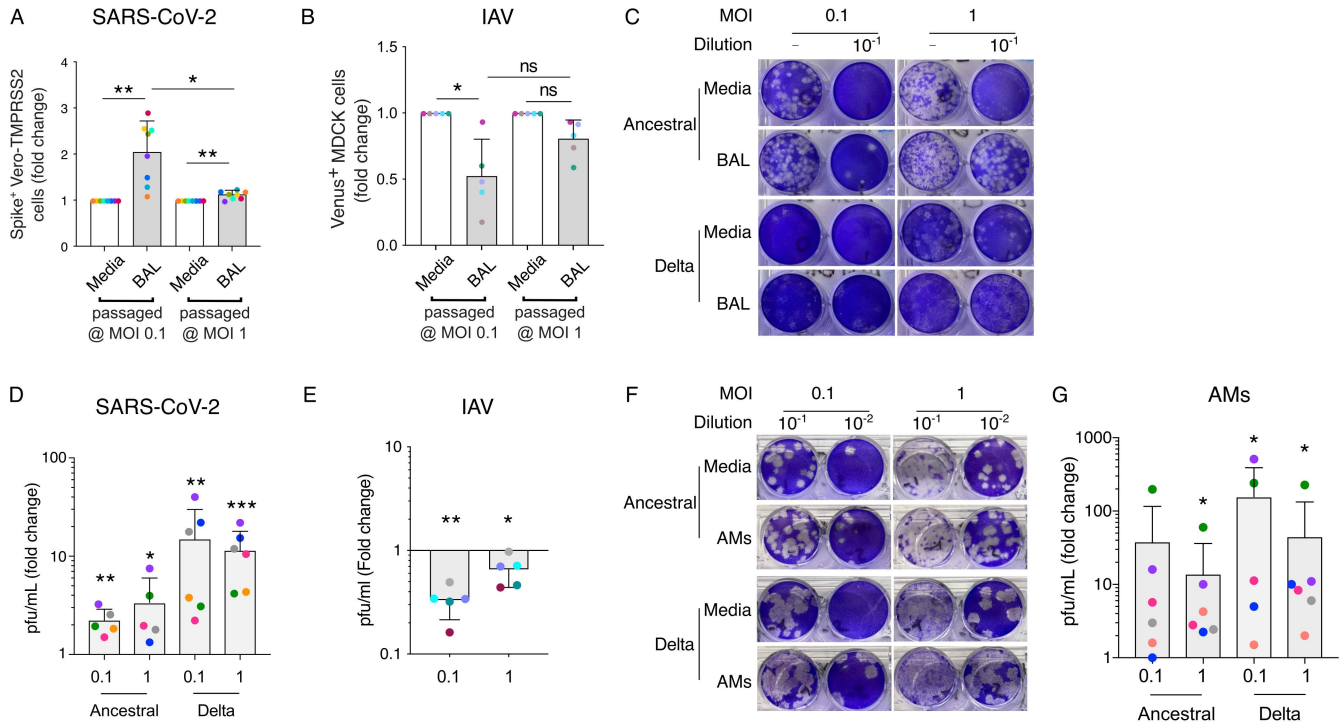 A
SARS-CoV-2
Spike⁺ Vero-TMPRSS2
cells (fold change)
4
3
2
1
0
**
*
**
Media
BAL
Media
BAL
passaged
@ MOI 0.1
passaged
@ MOI 1
B
IAV
Venus⁺ MDCK cells
(fold change)
1.5
1.0
0.5
0.0
ns
*
ns
Media
BAL
Media
BAL
passaged
@ MOI 0.1
passaged
@ MOI 1
C
MOI 0.1 1
Dilution – 10⁻¹ – 10⁻¹
Ancestral
Media
BAL
Delta
Media
BAL
D
SARS-CoV-2
pfu/mL (fold change)
100
10
1
**
*
**
***
0.1 1 0.1 1
Ancestral Delta
E
IAV
pfu/ml (Fold change)
10
1
0.1
**
*
0.1 1
F
MOI 0.1 1
Dilution 10⁻¹ 10⁻² 10⁻¹ 10⁻²
Ancestral
Media
AMs
Delta
Media
AMs
G
AMs
pfu/mL (fold change)
1000
100
10
1
*
*
*
0.1 1 0.1 1
Ancestral Delta